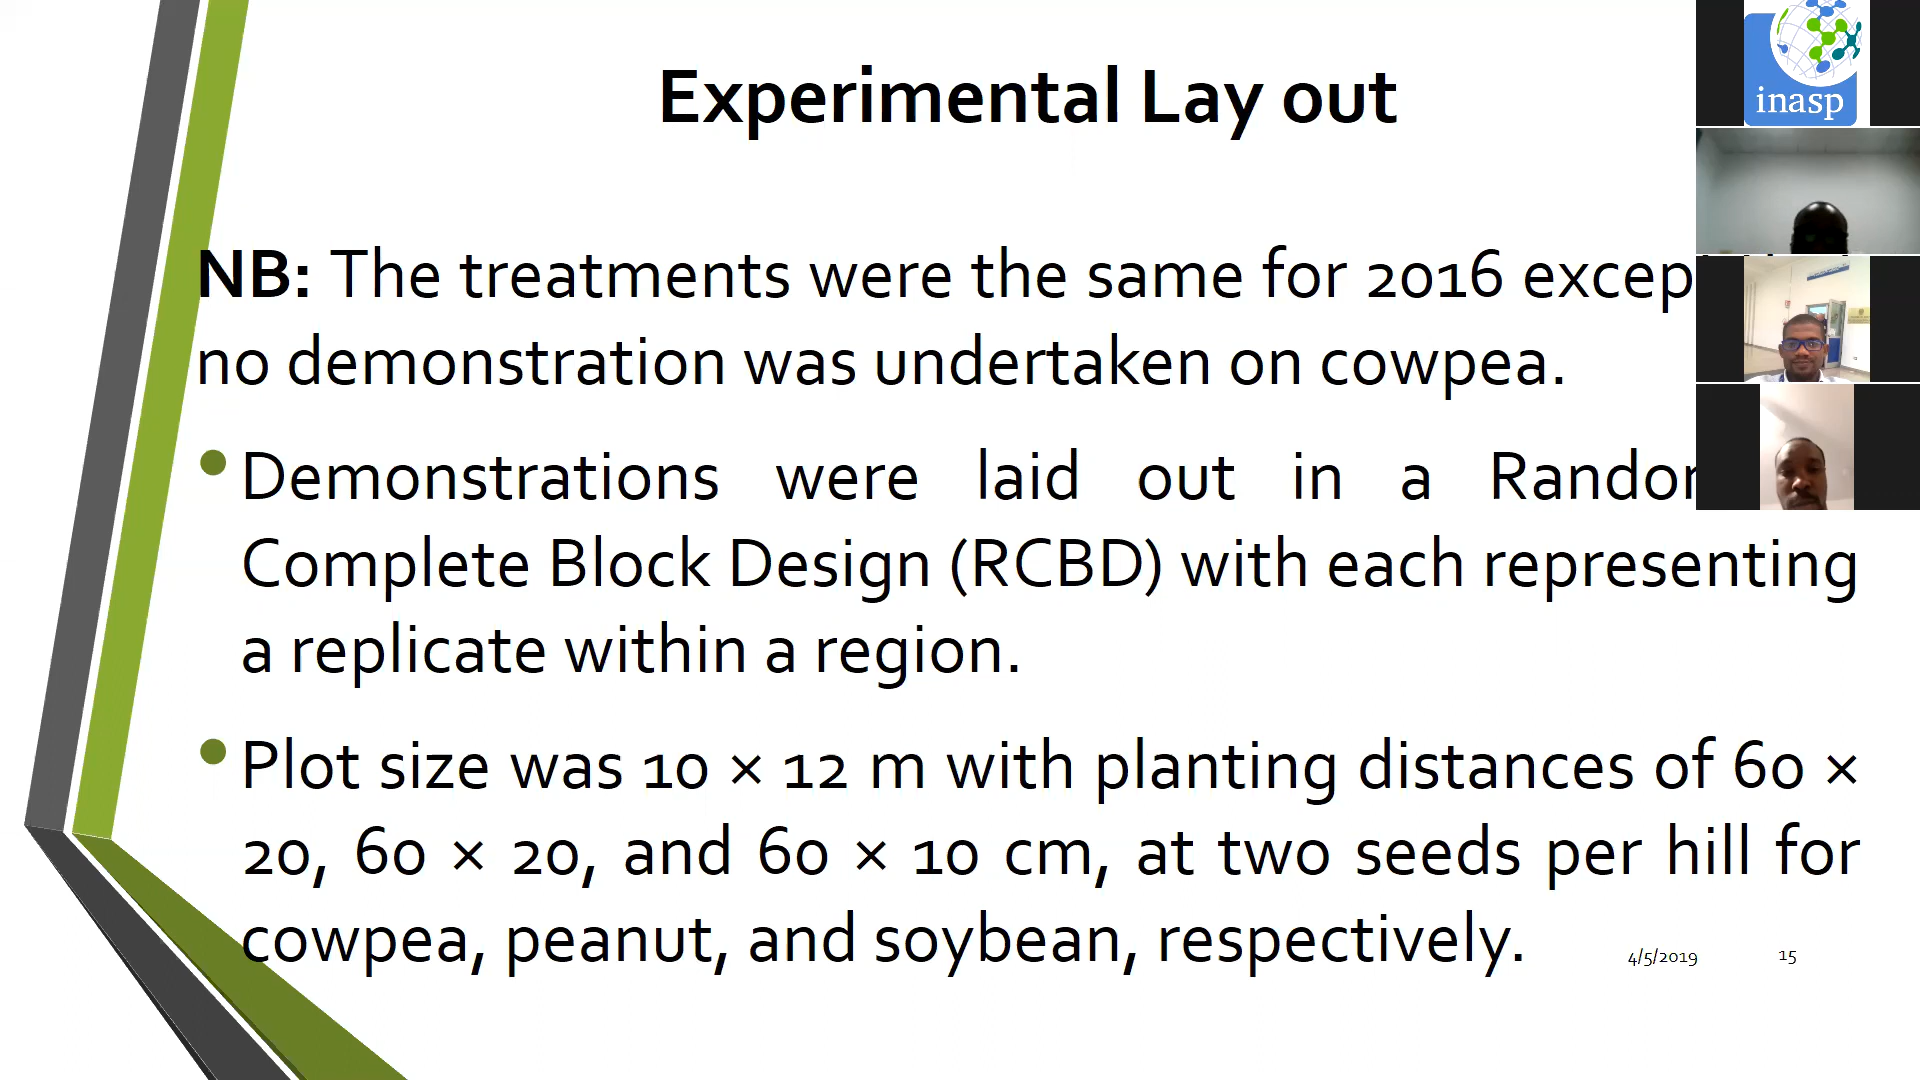 Experimental Lay out
inasp
NB: The treatments were the same for 2016
no demonstration was undertaken on cowpea.
• Demonstrations were laid out in a
Complete Block Design (RCBD) with each representing
a replicate within a region.
• Plot size was 10 × 12 m with planting distances of 60 ×
20, 60 × 20, and 60 × 10 cm, at two seeds per hill for
cowpea, peanut, and soybean, respectively.
4/5/2019
15